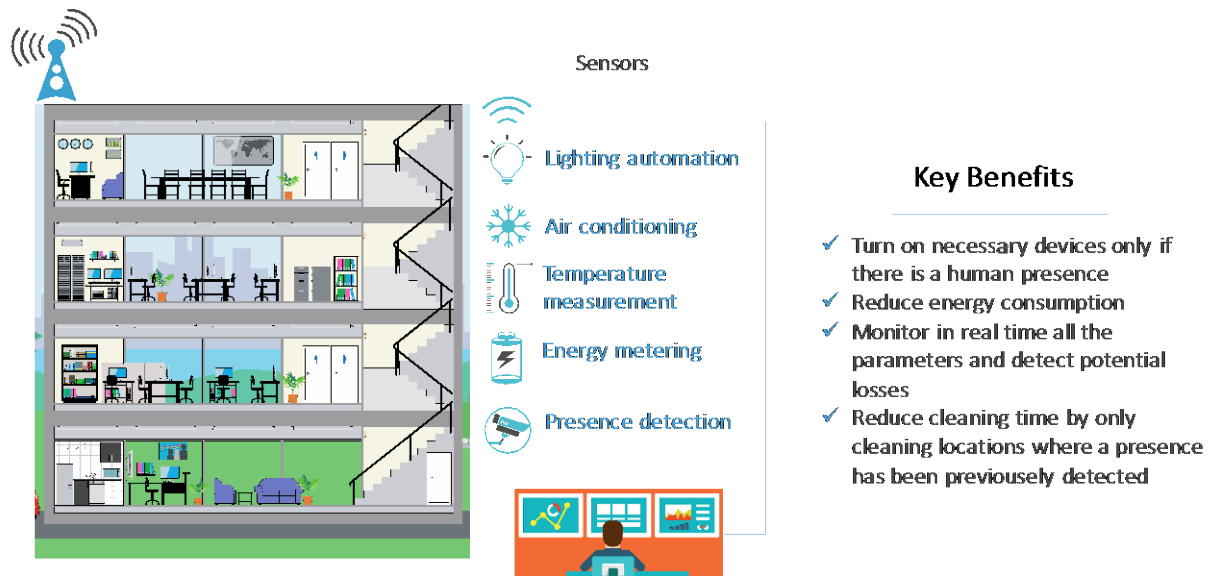 Sensors
Lighting automation
Air conditioning
Temperature
measurement
Energy metering
Presence detection
Key Benefits
✓ Turn on necessary devices only if
there is a human presence
✓ Reduce energy consumption
✓ Monitor in real time all the
parameters and detect potential
losses
✓ Reduce cleaning time by only
cleaning locations where a presence
has been previousely detected